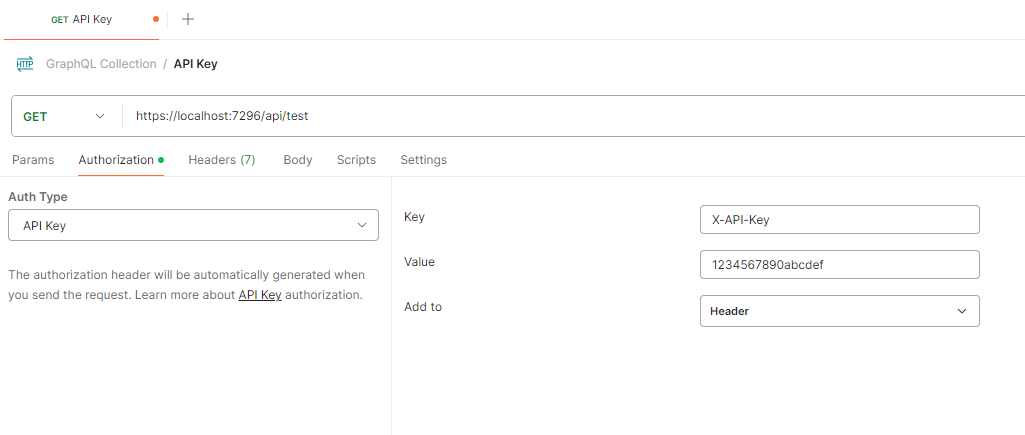 GET API Key
HTTP GraphQL Collection / API Key
GET https://localhost:7296/api/test
Params Authorization Headers (7) Body Scripts Settings
Auth Type
API Key
The authorization header will be automatically generated when
you send the request. Learn more about API Key authorization.
Key X-API-Key
Value 1234567890abcdef
Add to Header